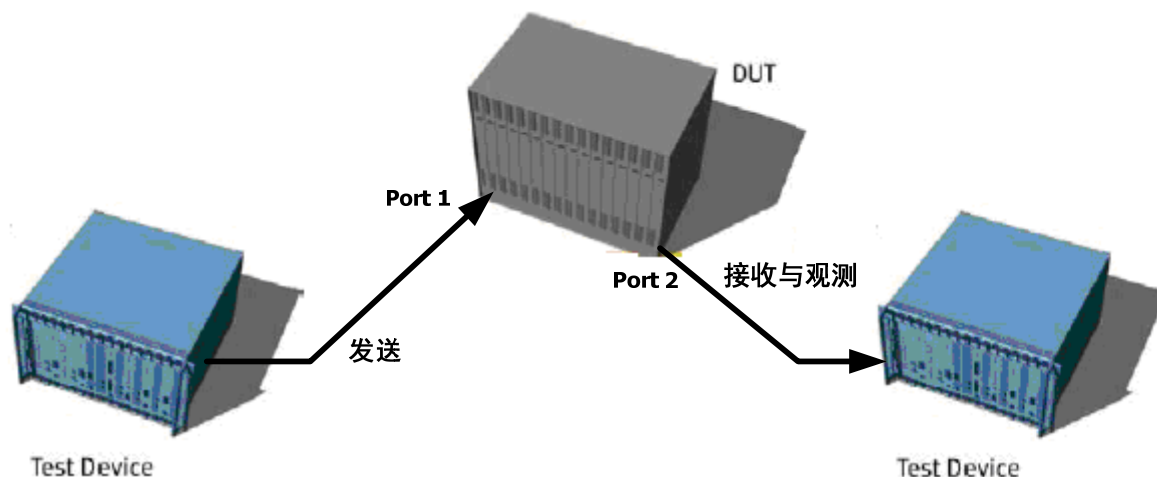 DUT
Port 1
Port 2
接收与观测
发送
Test Device
Test Device